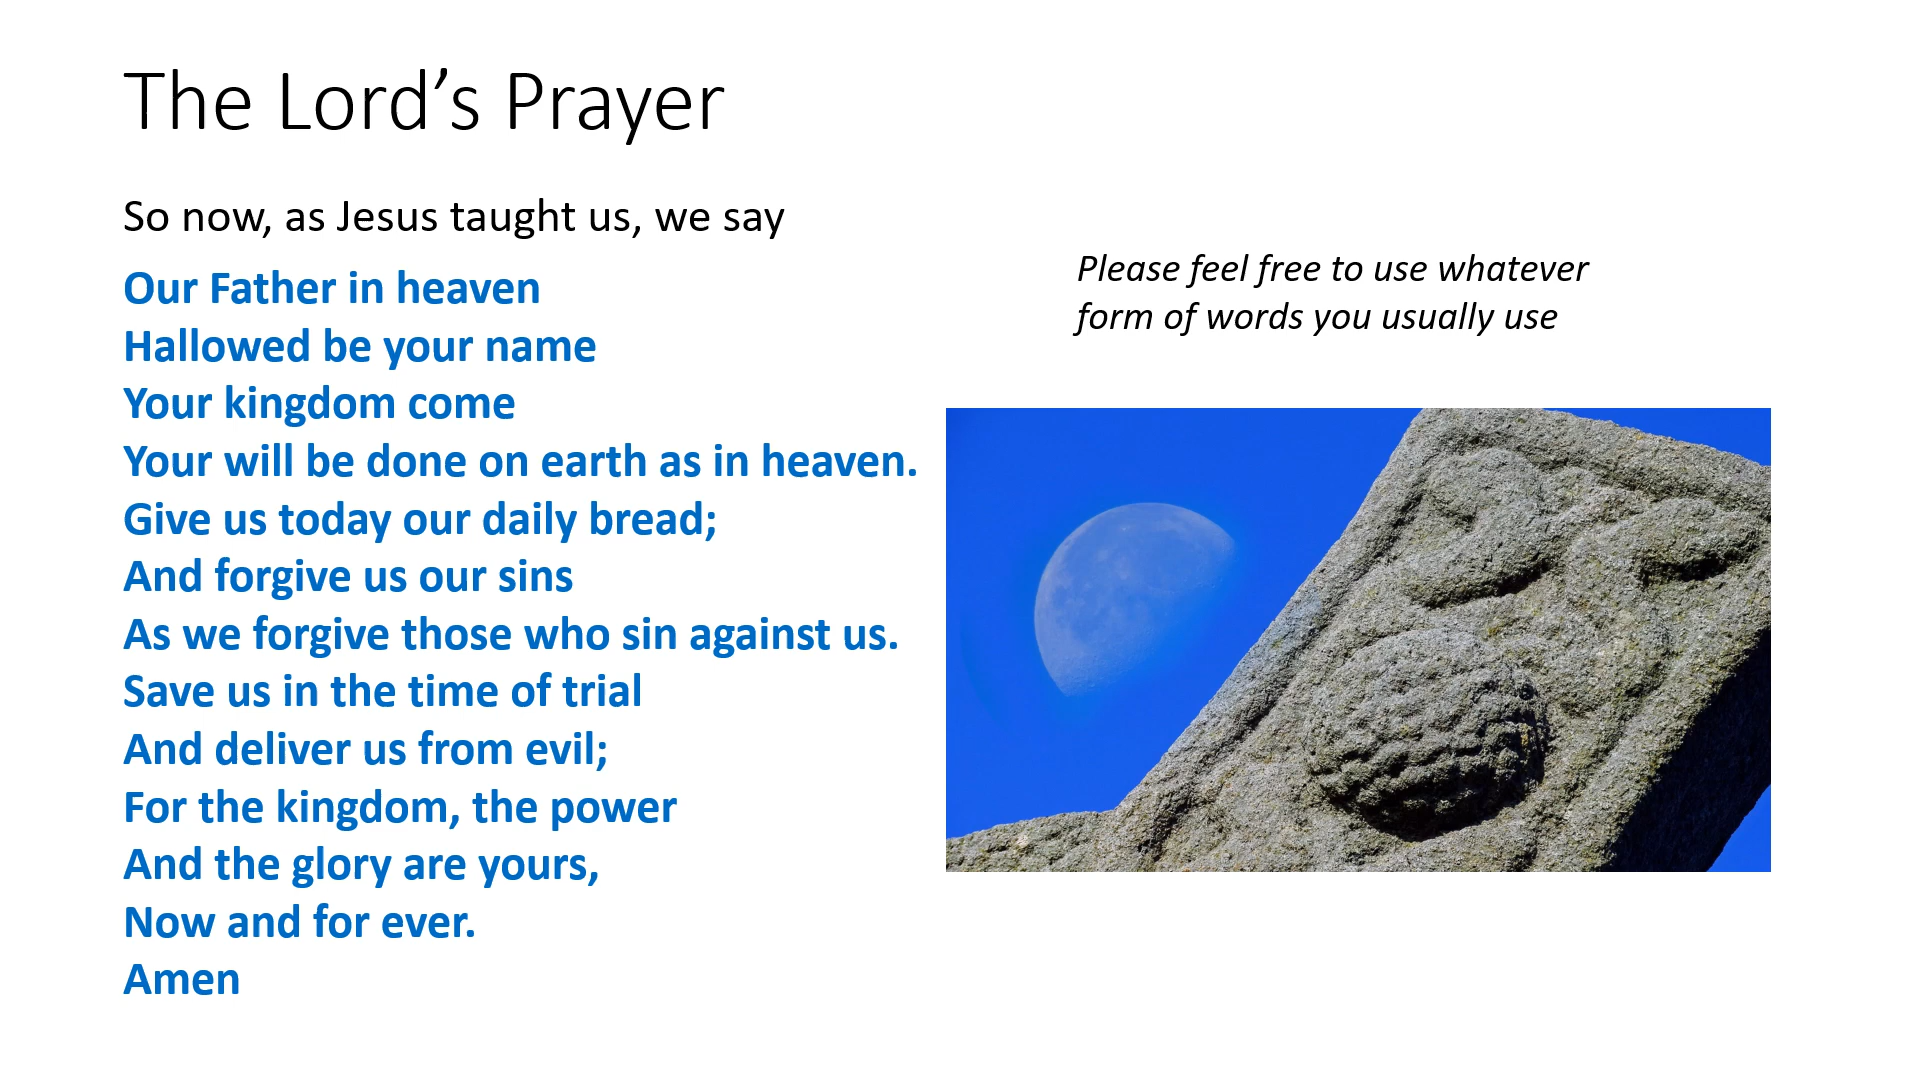 The Lord’s Prayer
So now, as Jesus taught us, we say
Our Father in heaven
Hallowed be your name
Your kingdom come
Your will be done on earth as in heaven.
Give us today our daily bread;
And forgive us our sins
As we forgive those who sin against us.
Save us in the time of trial
And deliver us from evil;
For the kingdom, the power
And the glory are yours,
Now and for ever.
Amen
Please feel free to use whatever
form of words you usually use